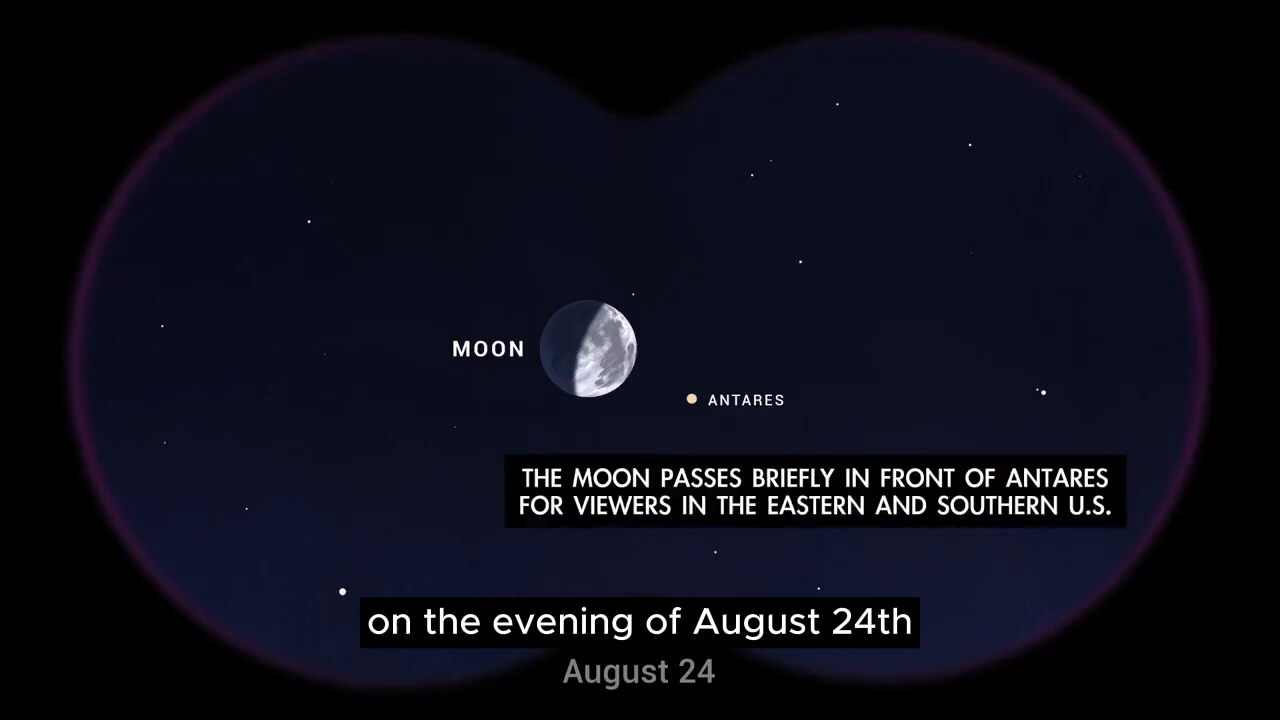 MOON
ANTARES
THE MOON PASSES BRIEFLY IN FRONT OF ANTARES
FOR VIEWERS IN THE EASTERN AND SOUTHERN U.S.
on the evening of August 24th
August 24